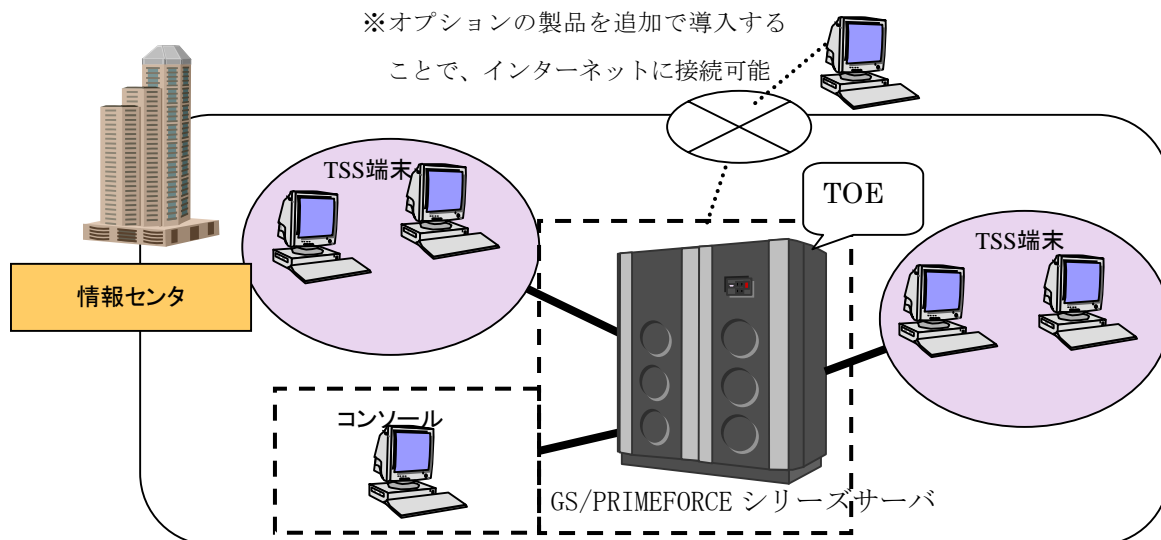 ※オプションの製品を追加で導入する
ことで、インターネットに接続可能
TSS端末
TOE
TSS端末
情報センタ
コンソール
GS/PRIMEFORCE シリーズサーバ